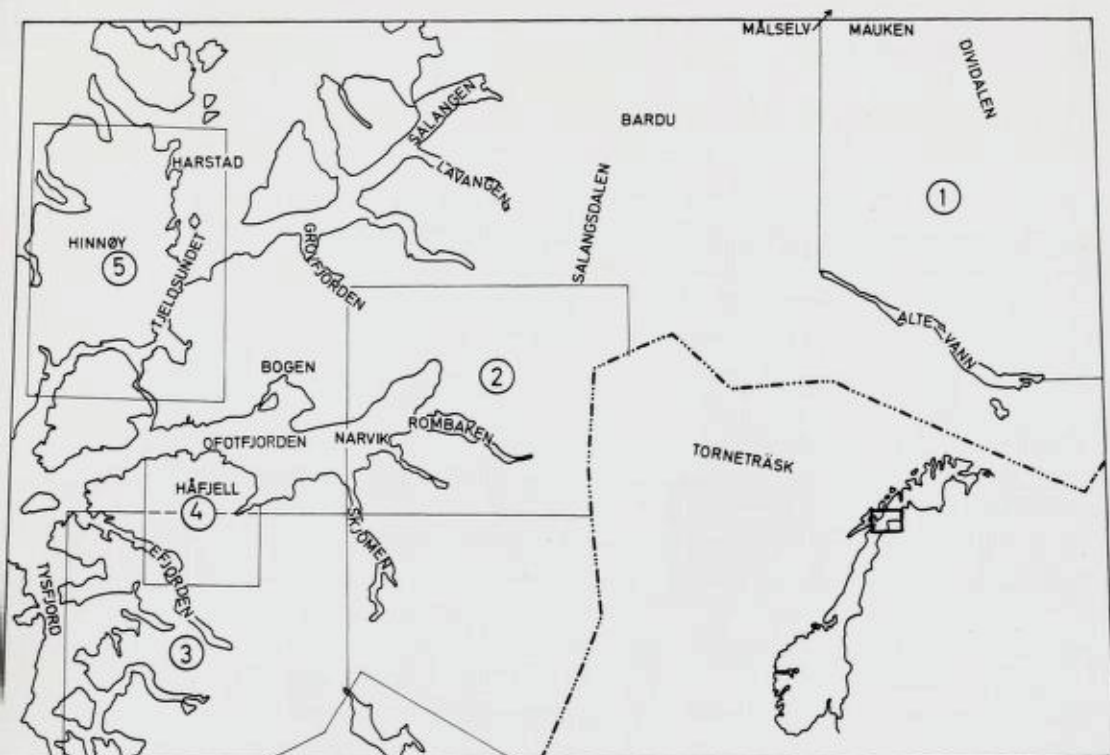 MÅLSELV
MAUKEN
DIVIDALEN
SALANGEN
BARDU
HARSTAD
LAVANGEN
SALANGSDALEN
1
HINNØY
5
TJELDSUNDET
GROVFJORDEN
ALTEVANN
BOGEN
2
OFOTFJORDEN
NARVIK
ROMBAKEN
TORNETRÄSK
HÅFJELL
4
SKJOMEN
EFJORDEN
TYSFJORD
3